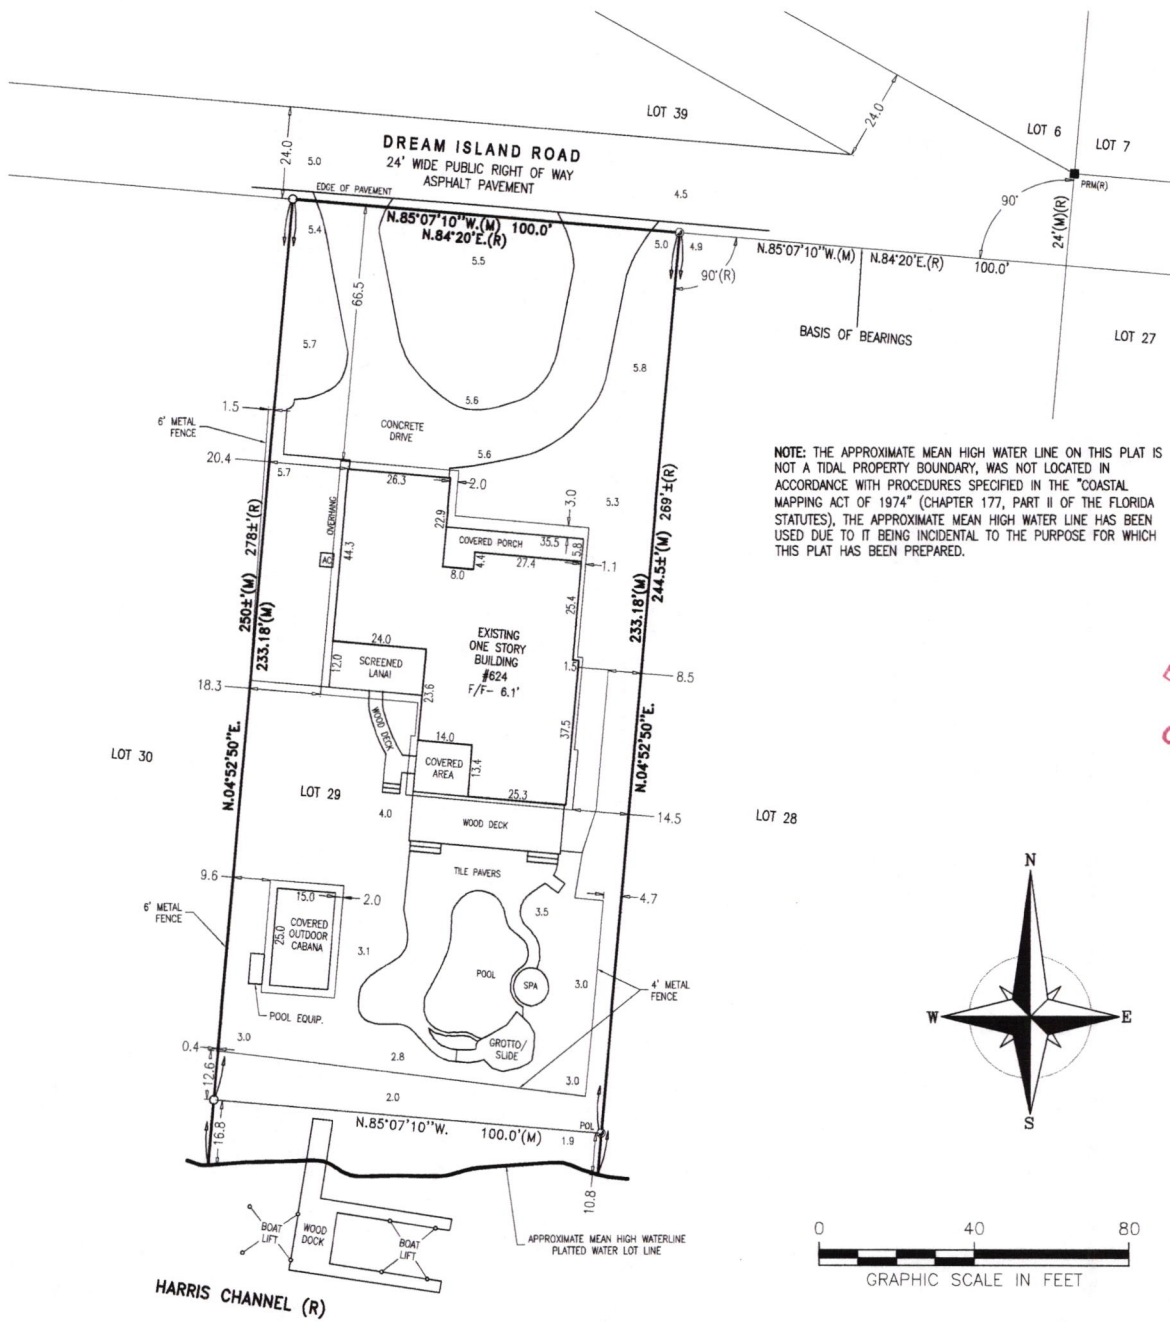 LOT 39
24.0
LOT 6
LOT 7
24.0
DREAM ISLAND ROAD
24' WIDE PUBLIC RIGHT OF WAY
ASPHALT PAVEMENT
5.0
EDGE OF PAVEMENT
4.5
PRM(R)
90'
24'(M)(R)
N.85°07'10"W.(M) 100.0'
N.84°20'E.(R)
5.4
5.5
5.0
4.9
90°(R)
N.85°07'10"W.(M)
N.84°20'E.(R)
100.0'
BASIS OF BEARINGS
LOT 27
66.5
5.7
5.8
5.6
1.5
6' METAL
FENCE
CONCRETE
DRIVE
20.4
5.7
5.6
26.3
2.0
3.0
5.3
NOTE: THE APPROXIMATE MEAN HIGH WATER LINE ON THIS PLAT IS
NOT A TIDAL PROPERTY BOUNDARY, WAS NOT LOCATED IN
ACCORDANCE WITH PROCEDURES SPECIFIED IN THE "COASTAL
MAPPING ACT OF 1974" (CHAPTER 177, PART II OF THE FLORIDA
STATUTES), THE APPROXIMATE MEAN HIGH WATER LINE HAS BEEN
USED DUE TO IT BEING INCIDENTAL TO THE PURPOSE FOR WHICH
THIS PLAT HAS BEEN PREPARED.
278±'(R)
250±'(M)
233.18'(M)
OVERHANG
AC
44.3
22.9
COVERED PORCH
35.5
5.8
8.0
4.4
27.4
1.1
269'±(R)
244.5±'(M)
233.18'(M)
25.4
24.0
EXISTING
ONE STORY
BUILDING
#624
F/F- 6.1'
12.0
SCREENED
LANAI
23.6
1.5
8.5
18.3
WOOD DECK
37.5
N.04°52'50"E.
N.04°52'50"E.
14.0
COVERED
AREA
13.4
LOT 30
LOT 29
4.0
25.3
14.5
LOT 28
WOOD DECK
TILE PAVERS
9.6
15.0
2.0
4.7
6' METAL
FENCE
25.0
COVERED
OUTDOOR
CABANA
3.1
3.5
POOL
SPA
3.0
4' METAL
FENCE
POOL EQUIP.
GROTTO/
SLIDE
3.0
0.4
2.8
3.0
12.6
2.0
N.85°07'10"W. 100.0'(M)
POL
1.9
16.8
10.8
BOAT
LIFT
WOOD
DOCK
BOAT
LIFT
APPROXIMATE MEAN HIGH WATERLINE
PLATTED WATER LOT LINE
HARRIS CHANNEL (R)
N
W
E
S
0 40 80
GRAPHIC SCALE IN FEET